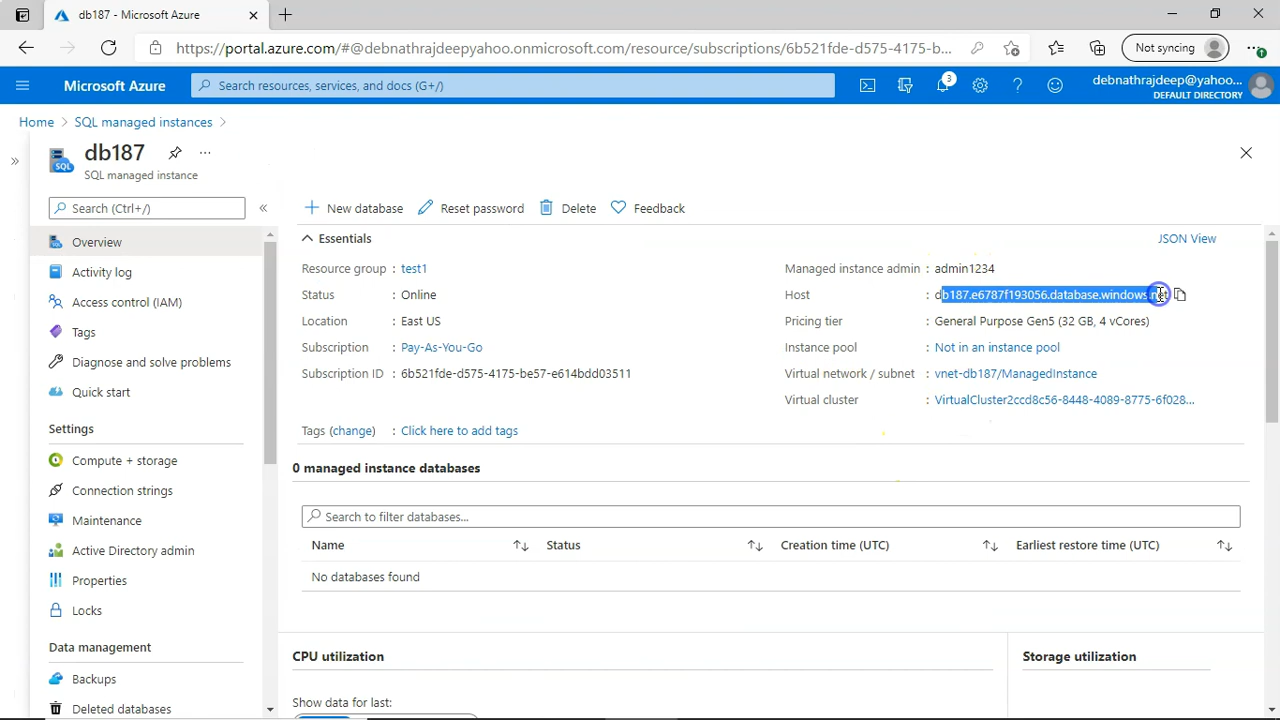 db187 - Microsoft Azure
https://portal.azure.com/#@debnathrajdeepyahoo.onmicrosoft.com/resource/subscriptions/6b521fde-d575-4175-b...
Not syncing
Microsoft Azure
Search resources, services, and docs (G+/)
3
debnathrajdeep@yahoo...
DEFAULT DIRECTORY
Home
SQL managed instances
SQL
db187
SQL managed instance
Search (Ctrl+/)
New database
Reset password
Delete
Feedback
Overview
Activity log
Access control (IAM)
Tags
Diagnose and solve problems
Quick start
Settings
Compute + storage
Connection strings
Maintenance
Active Directory admin
Properties
Locks
Data management
Backups
Deleted databases
Essentials
JSON View
Resource group : test1
Status : Online
Location : East US
Subscription : Pay-As-You-Go
Subscription ID : 6b521fde-d575-4175-be57-e614bdd03511
Managed instance admin : admin1234
Host : db187.e6787f193056.database.windows.net
Pricing tier : General Purpose Gen5 (32 GB, 4 vCores)
Instance pool : Not in an instance pool
Virtual network / subnet : vnet-db187/ManagedInstance
Virtual cluster : VirtualCluster2ccd8c56-8448-4089-8775-6f028...
Tags (change) : Click here to add tags
0 managed instance databases
Search to filter databases...
Name Status Creation time (UTC) Earliest restore time (UTC)
No databases found
CPU utilization
Storage utilization
Show data for last: